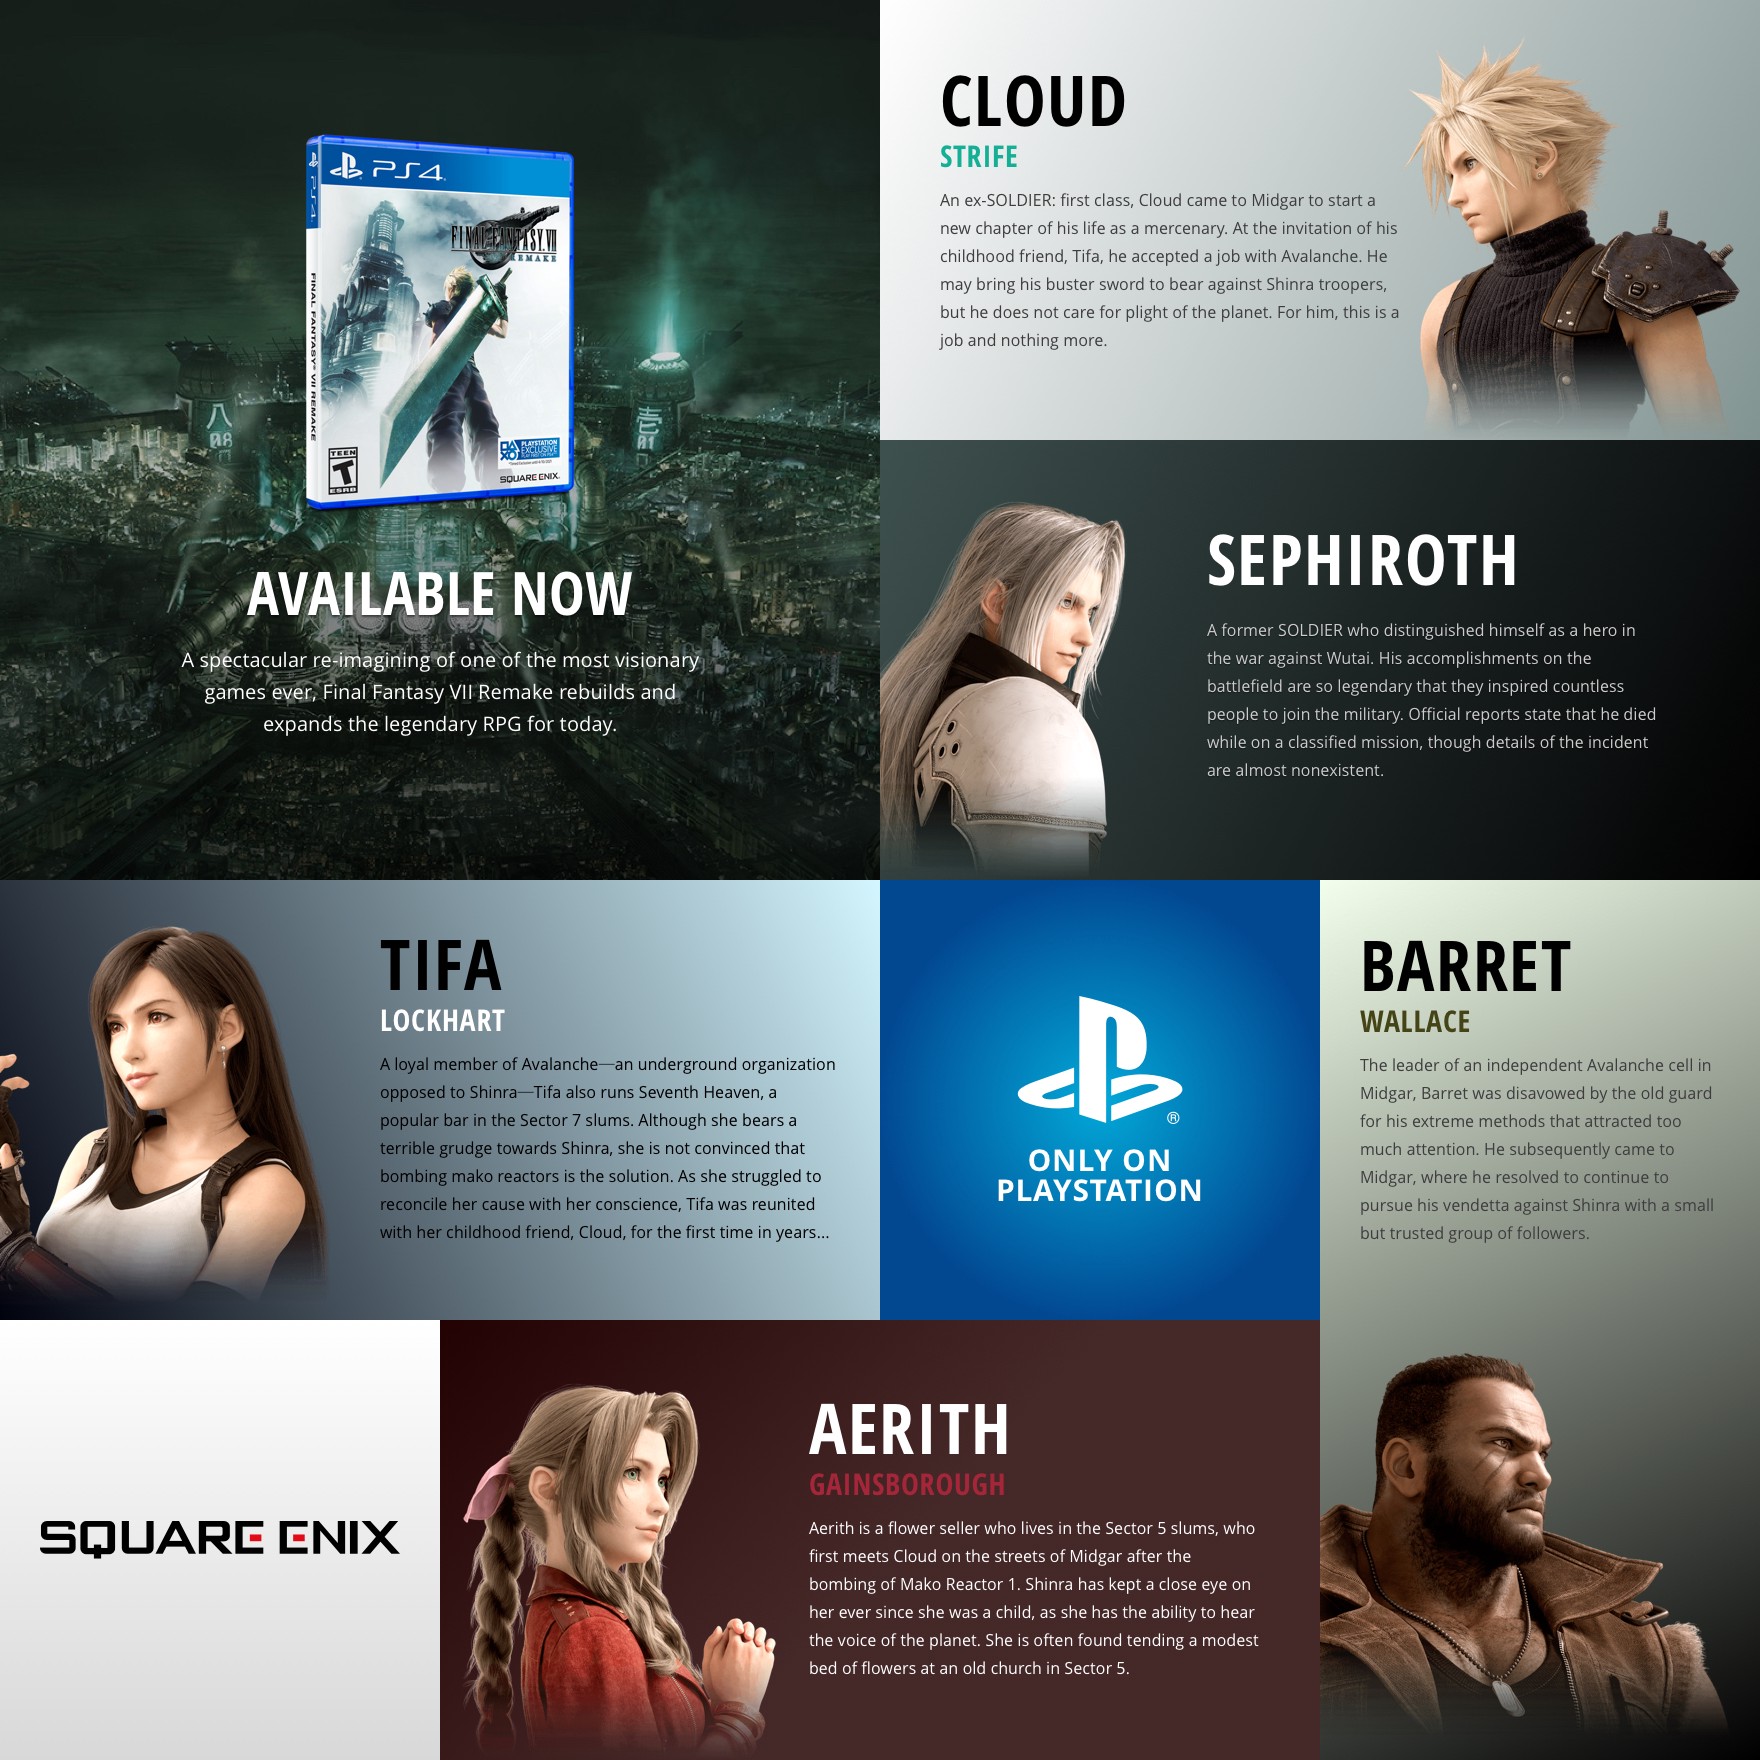 PS4
PS4
FINAL FANTASY VII
REMAKE
FINAL FANTASY VII REMAKE
八
08
壱
01
TEEN
T
ESRB
PLAYSTATION
EXCLUSIVE
SQUARE ENIX
AVAILABLE NOW
A spectacular re-imagining of one of the most visionary
games ever, Final Fantasy VII Remake rebuilds and
expands the legendary RPG for today.
CLOUD
STRIFE
An ex-SOLDIER: first class, Cloud came to Midgar to start a
new chapter of his life as a mercenary. At the invitation of his
childhood friend, Tifa, he accepted a job with Avalanche. He
may bring his buster sword to bear against Shinra troopers,
but he does not care for plight of the planet. For him, this is a
job and nothing more.
SEPHIROTH
A former SOLDIER who distinguished himself as a hero in
the war against Wutai. His accomplishments on the
battlefield are so legendary that they inspired countless
people to join the military. Official reports state that he died
while on a classified mission, though details of the incident
are almost nonexistent.
TIFA
LOCKHART
A loyal member of Avalanche—an underground organization
opposed to Shinra—Tifa also runs Seventh Heaven, a
popular bar in the Sector 7 slums. Although she bears a
terrible grudge towards Shinra, she is not convinced that
bombing mako reactors is the solution. As she struggled to
reconcile her cause with her conscience, Tifa was reunited
with her childhood friend, Cloud, for the first time in years...
®
ONLY ON
PLAYSTATION
BARRET
WALLACE
The leader of an independent Avalanche cell in
Midgar, Barret was disavowed by the old guard
for his extreme methods that attracted too
much attention. He subsequently came to
Midgar, where he resolved to continue to
pursue his vendetta against Shinra with a small
but trusted group of followers.
SQUARE ENIX
AERITH
GAINSBOROUGH
Aerith is a flower seller who lives in the Sector 5 slums, who
first meets Cloud on the streets of Midgar after the
bombing of Mako Reactor 1. Shinra has kept a close eye on
her ever since she was a child, as she has the ability to hear
the voice of the planet. She is often found tending a modest
bed of flowers at an old church in Sector 5.